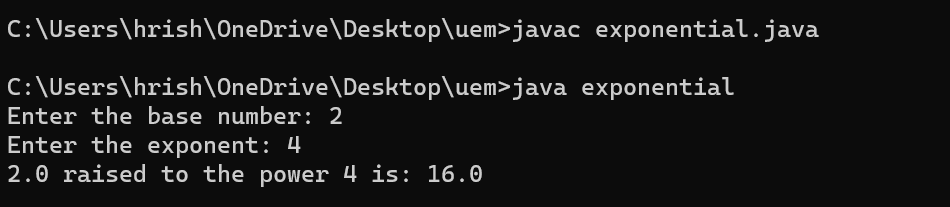 C:\Users\hrish\OneDrive\Desktop\uem>javac exponential.java
C:\Users\hrish\OneDrive\Desktop\uem>java exponential
Enter the base number: 2
Enter the exponent: 4
2.0 raised to the power 4 is: 16.0